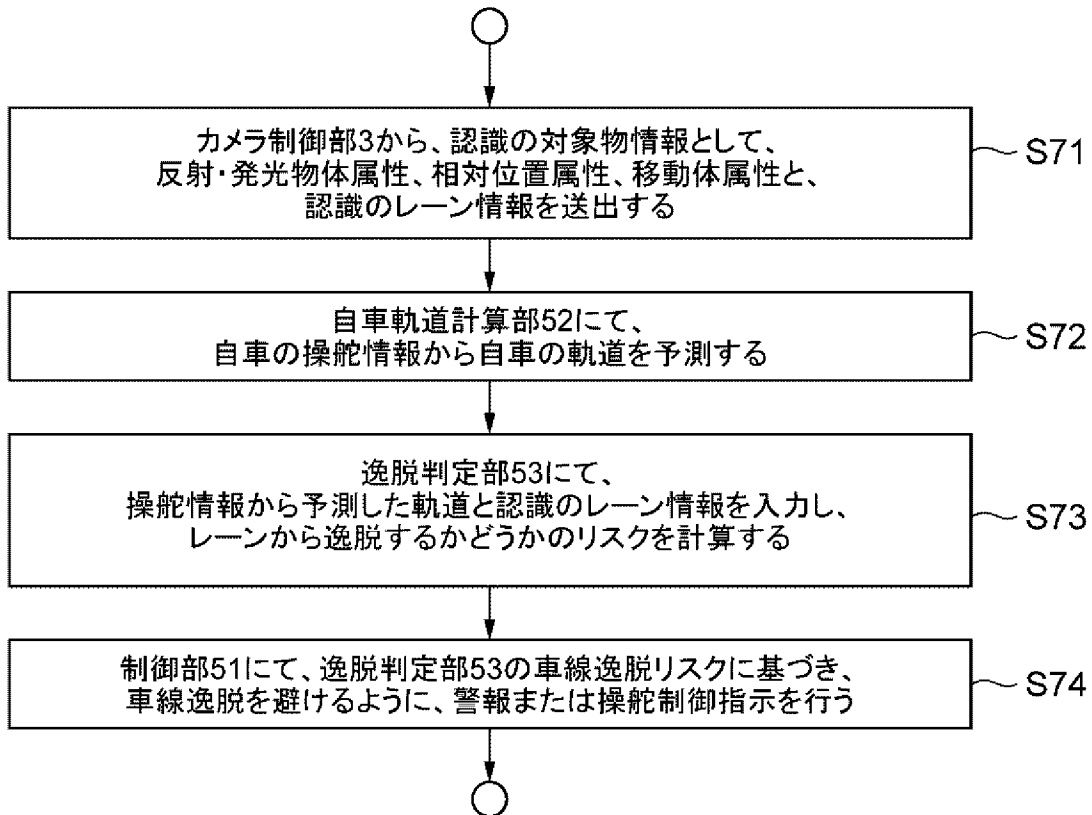 カメラ制御部3から、認識の対象物情報として、
反射・発光物体属性、相対位置属性、移動体属性と、
認識のレーン情報を送出する
S71
自車軌道計算部52にて、
自車の操舵情報から自車の軌道を予測する
S72
逸脱判定部53にて、
操舵情報から予測した軌道と認識のレーン情報を入力し、
レーンから逸脱するかどうかのリスクを計算する
S73
制御部51にて、逸脱判定部53の車線逸脱リスクに基づき、
車線逸脱を避けるように、警報または操舵制御指示を行う
S74